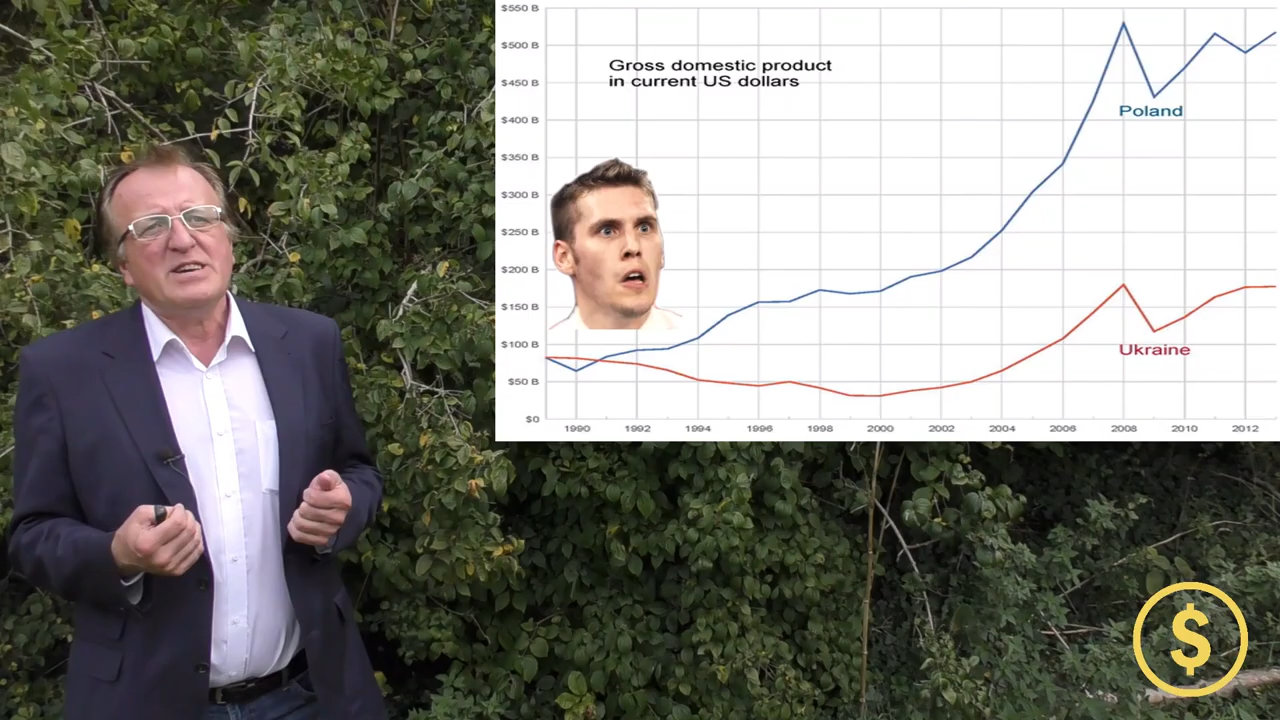 $550 B
$500 B
$450 B
$400 B
$350 B
$300 B
$250 B
$200 B
$150 B
$100 B
$50 B
$0
Gross domestic product
in current US dollars
Poland
Ukraine
1990 1992 1994 1996 1998 2000 2002 2004 2006 2008 2010 2012
$